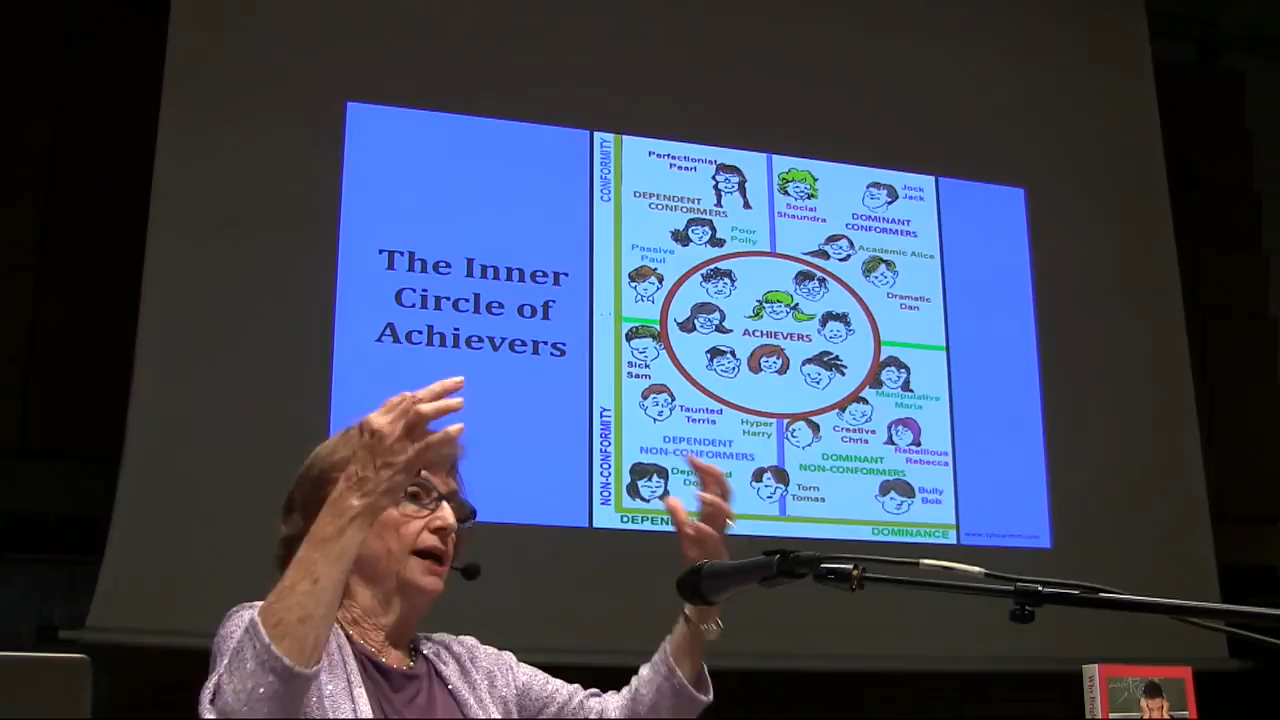 The Inner
Circle of
Achievers
CONFORMITY
NON-CONFORMITY
Perfectionist
Pearl
DEPENDENT
CONFORMERS
Poor
Polly
Passive
Paul
Social
Shaundra
Jock
Jack
DOMINANT
CONFORMERS
Academic Alice
Dramatic
Dan
ACHIEVERS
Sick
Sam
Taunted
Terris
Hyper
Harry
DEPENDENT
NON-CONFORMERS
Manipulative
Maria
Creative
Chris
Rebellious
Rebecca
DOMINANT
NON-CONFORMERS
Torn
Tomas
Bully
Bob
DOMINANCE